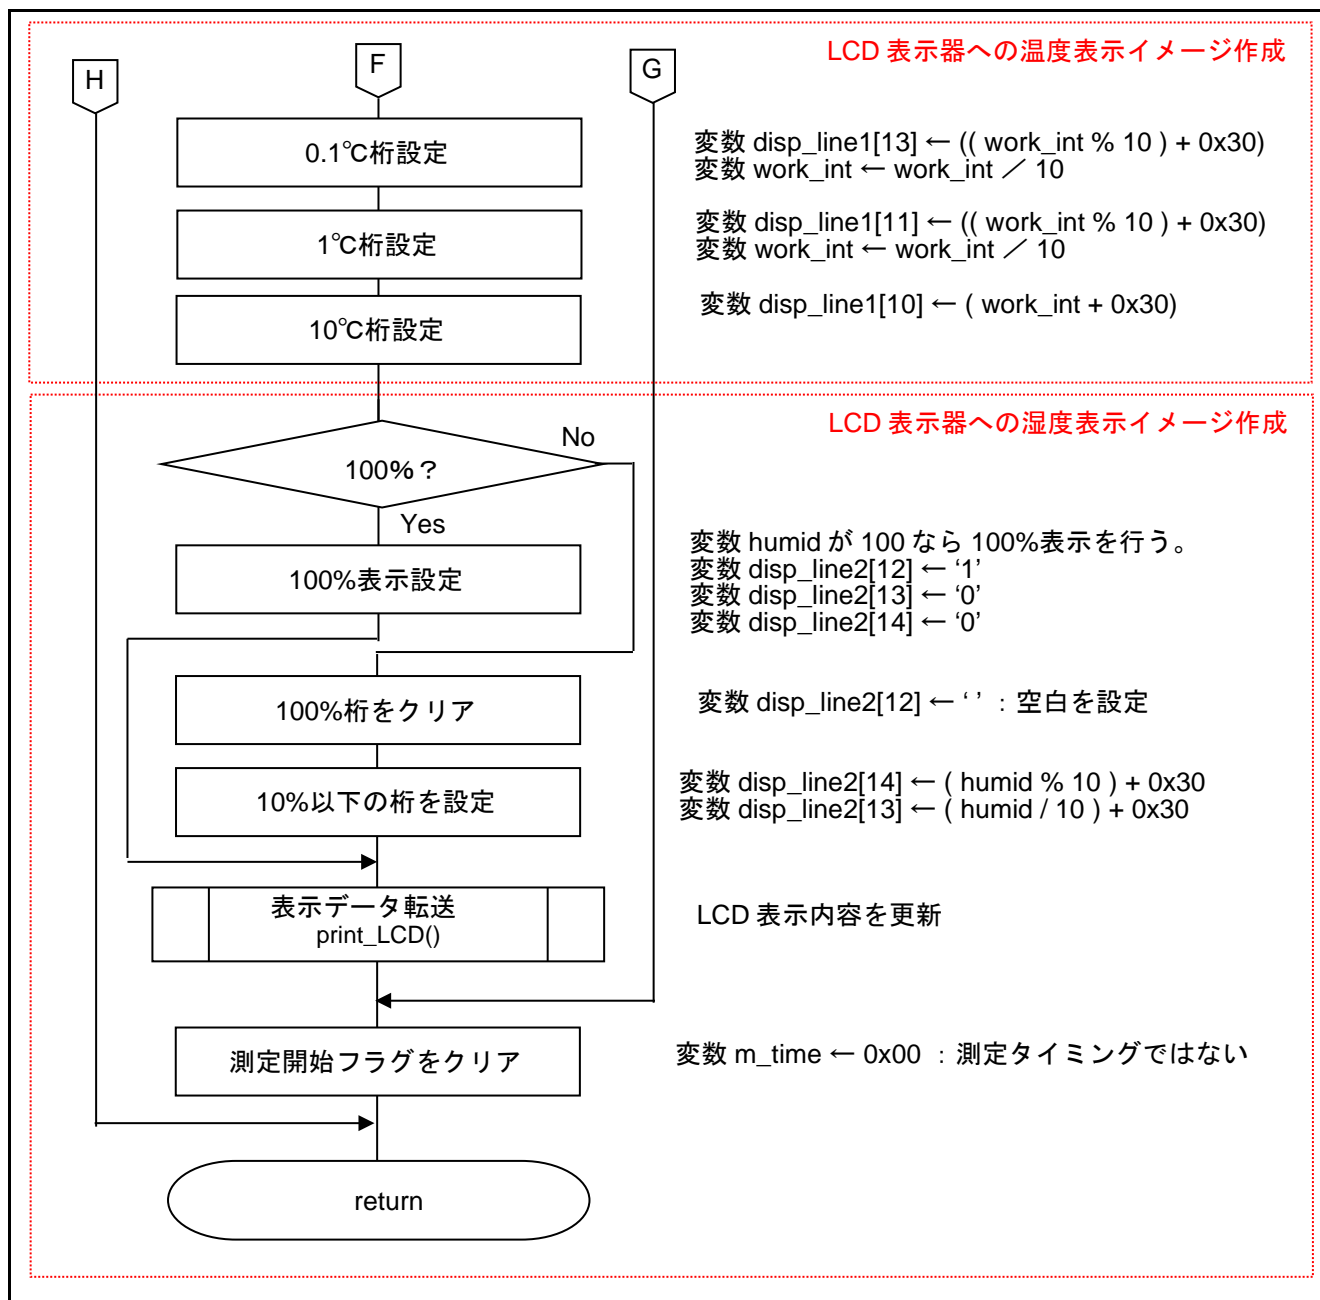 LCD 表示器への温度表示イメージ作成
H
F
G
0.1℃桁設定
変数 disp_line1[13] ← (( work_int % 10 ) + 0x30)
変数 work_int ← work_int ／ 10
1℃桁設定
変数 disp_line1[11] ← (( work_int % 10 ) + 0x30)
変数 work_int ← work_int ／ 10
10℃桁設定
変数 disp_line1[10] ← ( work_int + 0x30)
LCD 表示器への湿度表示イメージ作成
100%？
No
Yes
100%表示設定
変数 humid が 100 なら 100%表示を行う。
変数 disp_line2[12] ← ‘1’
変数 disp_line2[13] ← ‘0’
変数 disp_line2[14] ← ‘0’
100%桁をクリア
変数 disp_line2[12] ← ‘ ’ ：空白を設定
10%以下の桁を設定
変数 disp_line2[14] ← ( humid % 10 ) + 0x30
変数 disp_line2[13] ← ( humid / 10 ) + 0x30
表示データ転送
print_LCD()
LCD 表示内容を更新
測定開始フラグをクリア
変数 m_time ← 0x00 ：測定タイミングではない
return